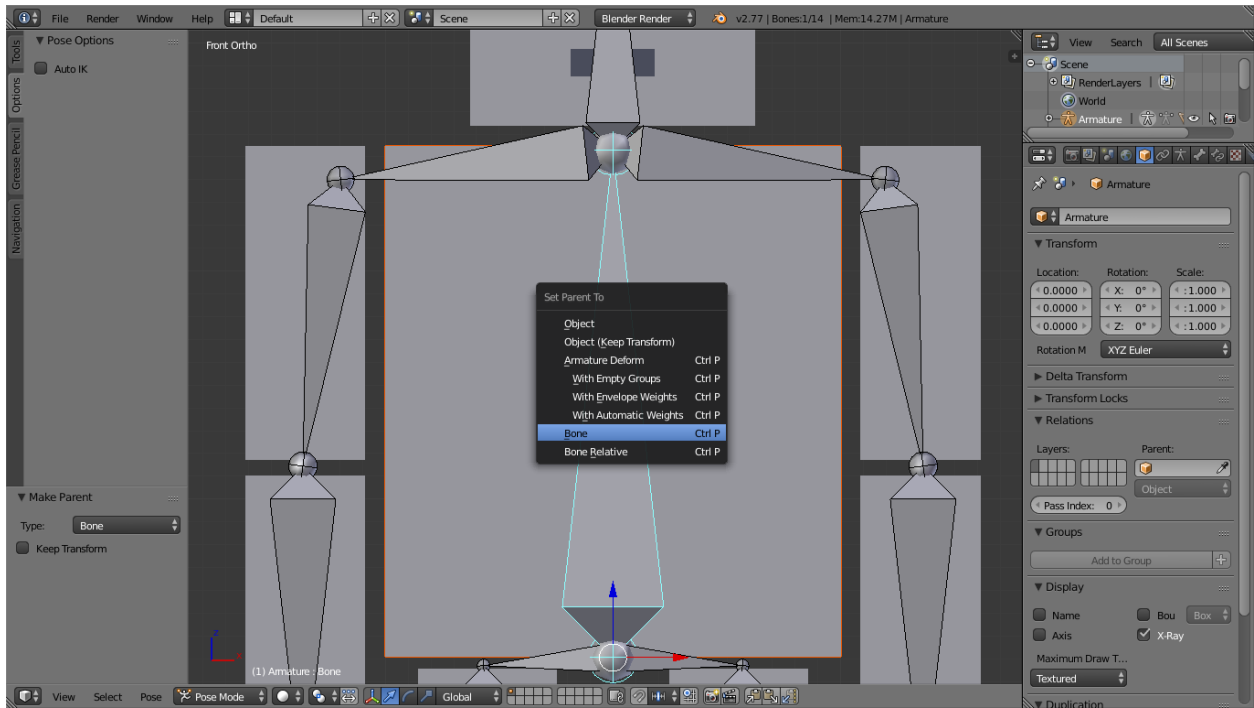 File Render Window Help Default Scene Blender Render v2.77 | Bones:1/14 | Mem:14.27M | Armature
Tools
Options
Grease Pencil
Navigation
Pose Options
Auto IK
Make Parent
Type: Bone
Keep Transform
Front Ortho
Set Parent To
Object
Object (Keep Transform)
Armature Deform Ctrl P
With Empty Groups Ctrl P
With Envelope Weights Ctrl P
With Automatic Weights Ctrl P
Bone Ctrl P
Bone Relative Ctrl P
z
x
(1) Armature : Bone
View Select Pose Pose Mode Global
View Search All Scenes
Scene
RenderLayers |
World
Armature |
Armature
Armature
Transform
Location: Rotation: Scale:
0.0000 X: 0° : 1.000
0.0000 Y: 0° : 1.000
0.0000 Z: 0° : 1.000
Rotation M XYZ Euler
Delta Transform
Transform Locks
Relations
Layers: Parent:
Object
Pass Index: 0
Groups
Add to Group
Display
Name Bou Box
Axis X-Ray
Maximum Draw T...
Textured
Duplication